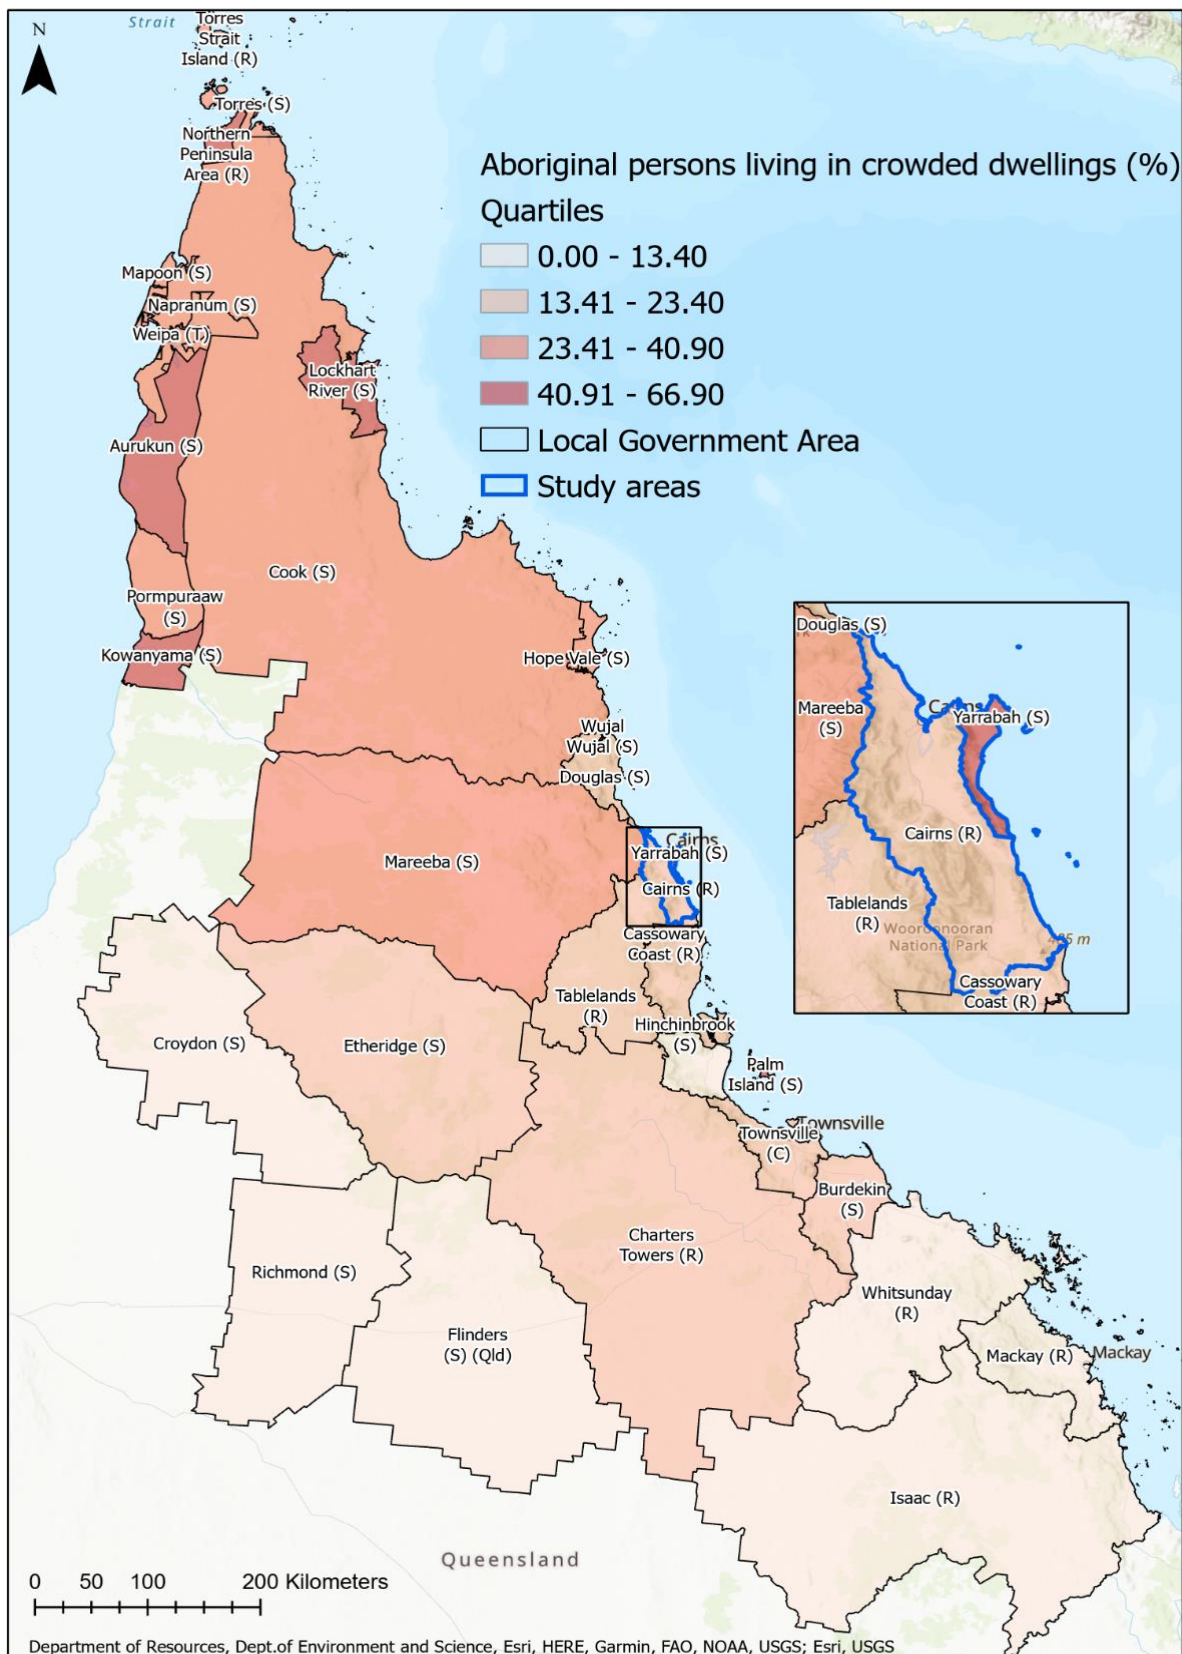 Strait
N
Torres
Strait
Island (R)
Torres (S)
Northern
Peninsula
Area (R)
Aboriginal persons living in crowded dwellings (%)
Quartiles
0.00 - 13.40
13.41 - 23.40
23.41 - 40.90
40.91 - 66.90
Local Government Area
Study areas
Mapoon (S)
Napranum (S)
Weipa (T)
Lockhart
River (S)
Aurukun (S)
Cook (S)
Pormpuraaw
(S)
Kowanyama (S)
Hope Vale (S)
Wujal
Wujal (S)
Douglas (S)
Mareeba (S)
Cairns
Yarrabah (S)
Cairns (R)
Cassowary
Coast (R)
Tablelands
(R)
Hinchinbrook
(S)
Croydon (S)
Etheridge (S)
Palm
Island (S)
Townsville
Townsville
(C)
Burdekin
(S)
Charters
Towers (R)
Richmond (S)
Flinders
(S) (Qld)
Whitsunday
(R)
Mackay (R)
Mackay
Isaac (R)
Queensland
Douglas (S)
Mareeba
(S)
Cairns
Yarrabah (S)
Cairns (R)
Tablelands
(R)
Wooroonooran
National Park
Cassowary
Coast (R)
0 50 100 200 Kilometers
Department of Resources, Dept.of Environment and Science, Esri, HERE, Garmin, FAO, NOAA, USGS; Esri, USGS